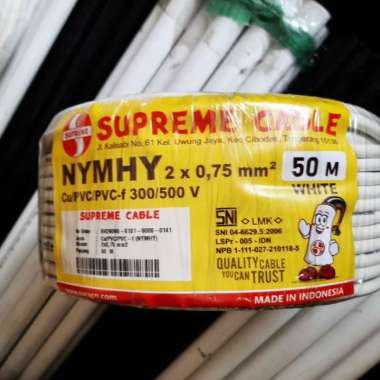 SUPREME
SUPREME CABLE
Jl. Kalisabi No. 61 Kel. Uwung Jaya, Kec Cibodas, Tangerang 15138
NYMHY 2 x 0,75 mm² 50 M
Cu/PVC/PVC-f 300/500 V WHITE
SUPREME CABLE
SNI LMK
SNI 04-6629.5:2006
LSPr - 005 - IDN
NPB 1-111-027-210118-5
QUALITY CABLE
YOU CAN TRUST
MADE IN INDONESIA